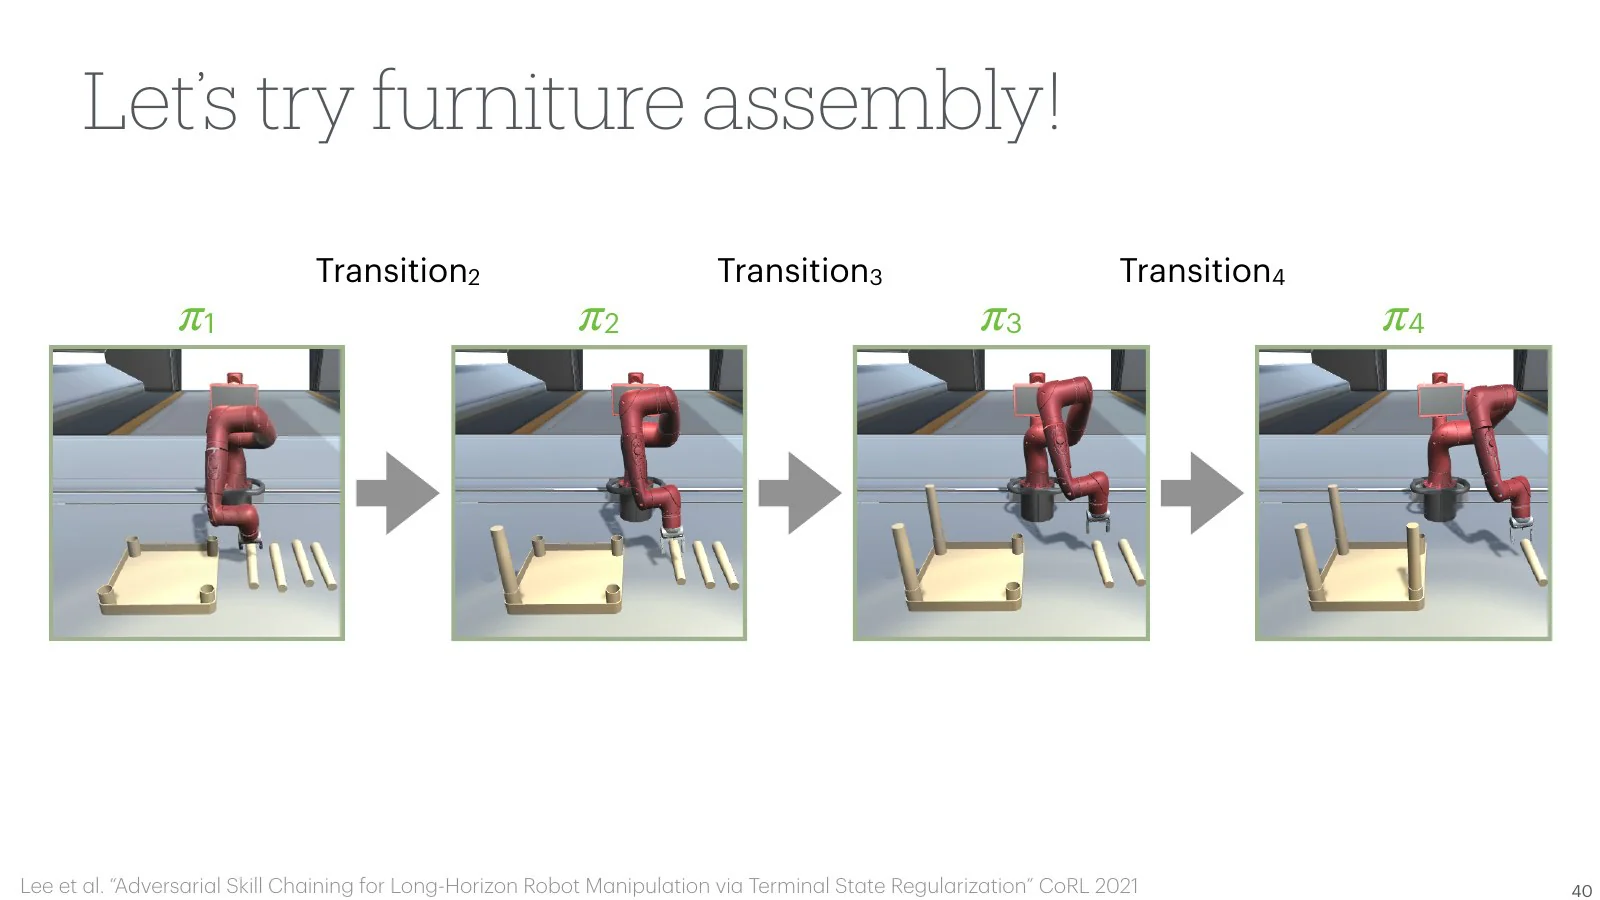 Let's try furniture assembly!
Transition₂ Transition₃ Transition₄
π₁ π₂ π₃ π₄
Lee et al. “Adversarial Skill Chaining for Long-Horizon Robot Manipulation via Terminal State Regularization” CoRL 2021
40